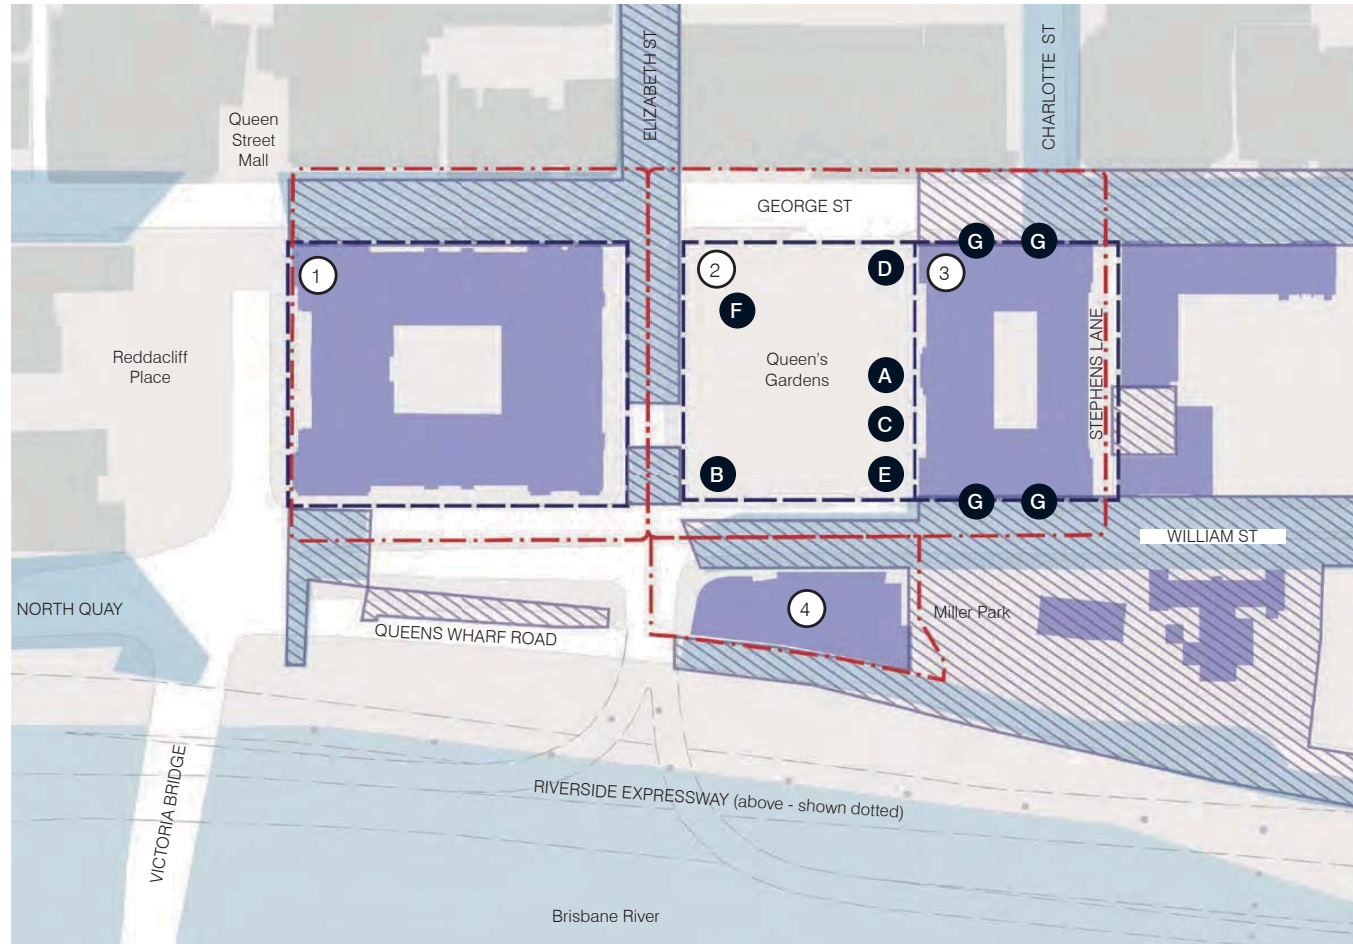 ELIZABETH ST
CHARLOTTE ST
Queen
Street
Mall
GEORGE ST
G
G
1
2
D
3
F
STEPHENS LANE
Reddacliff
Place
Queen's
Gardens
A
C
B
E
G
G
WILLIAM ST
NORTH QUAY
4
Miller Park
QUEENS WHARF ROAD
VICTORIA BRIDGE
RIVERSIDE EXPRESSWAY (above - shown dotted)
Brisbane River